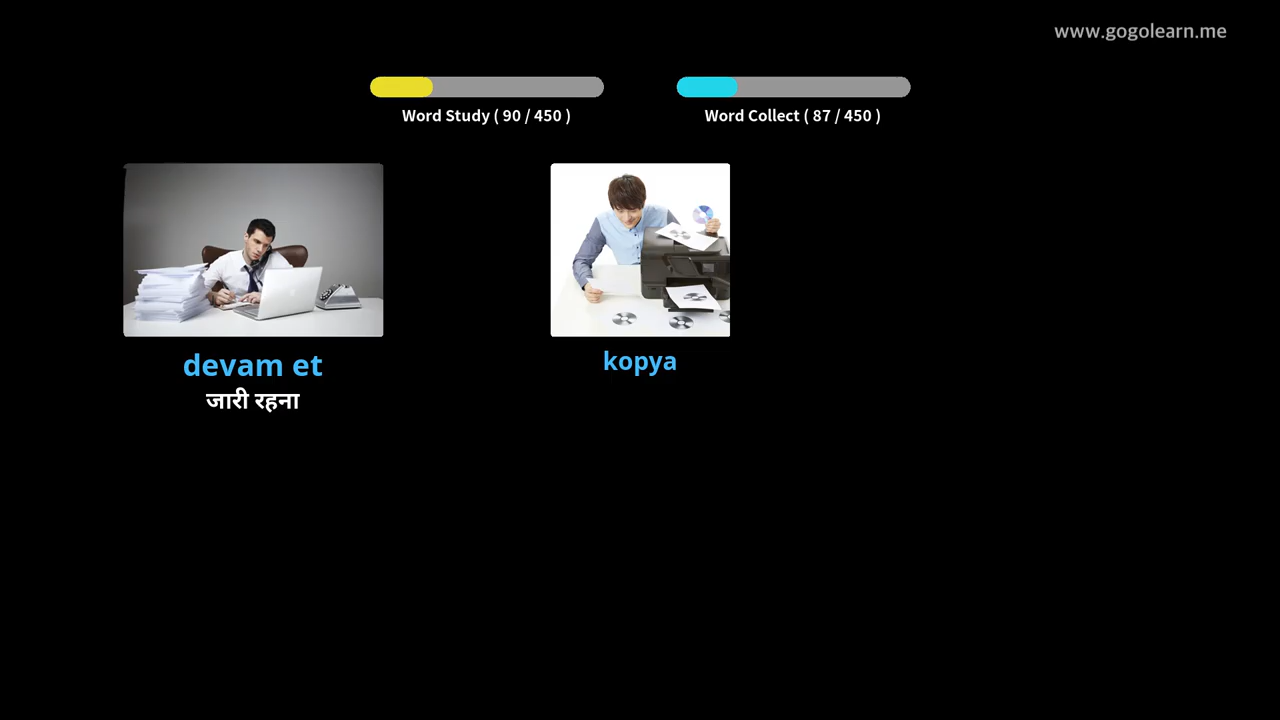 www.gogolearn.me
Word Study ( 90 / 450 )
Word Collect ( 87 / 450 )
devam et
जारी रहना
kopya